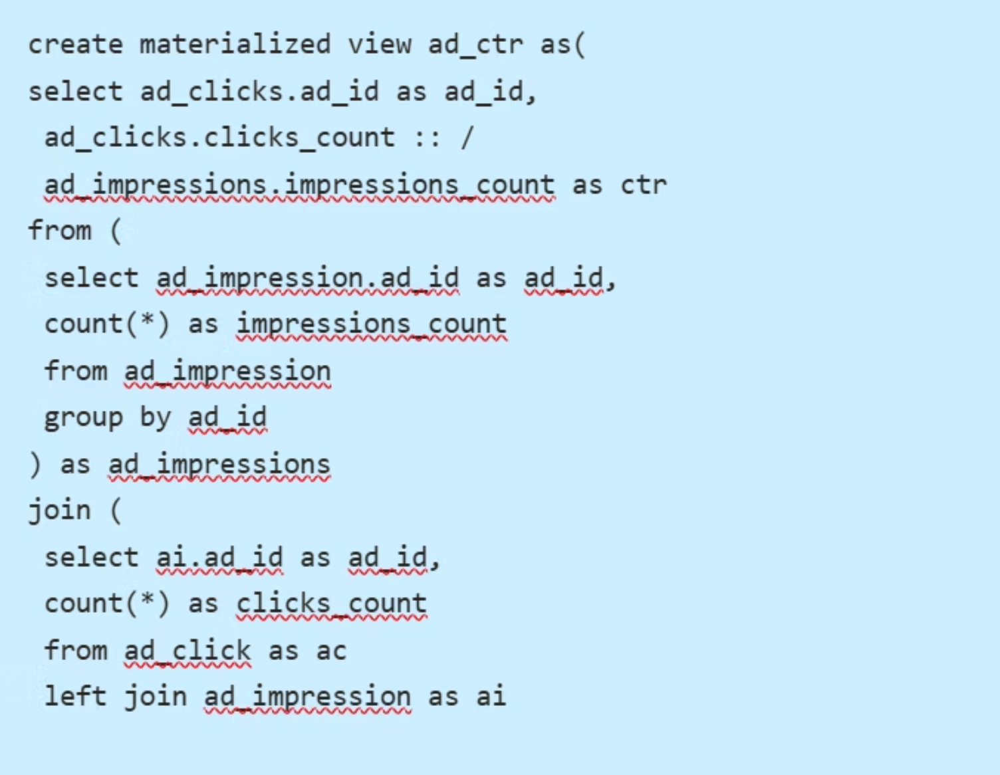 create materialized view ad_ctr as(
select ad_clicks.ad_id as ad_id,
ad_clicks.clicks_count :: /
ad_impressions.impressions_count as ctr
from (
select ad_impression.ad_id as ad_id,
count(*) as impressions_count
from ad_impression
group by ad_id
) as ad_impressions
join (
select ai.ad_id as ad_id,
count(*) as clicks_count
from ad_click as ac
left join ad_impression as ai